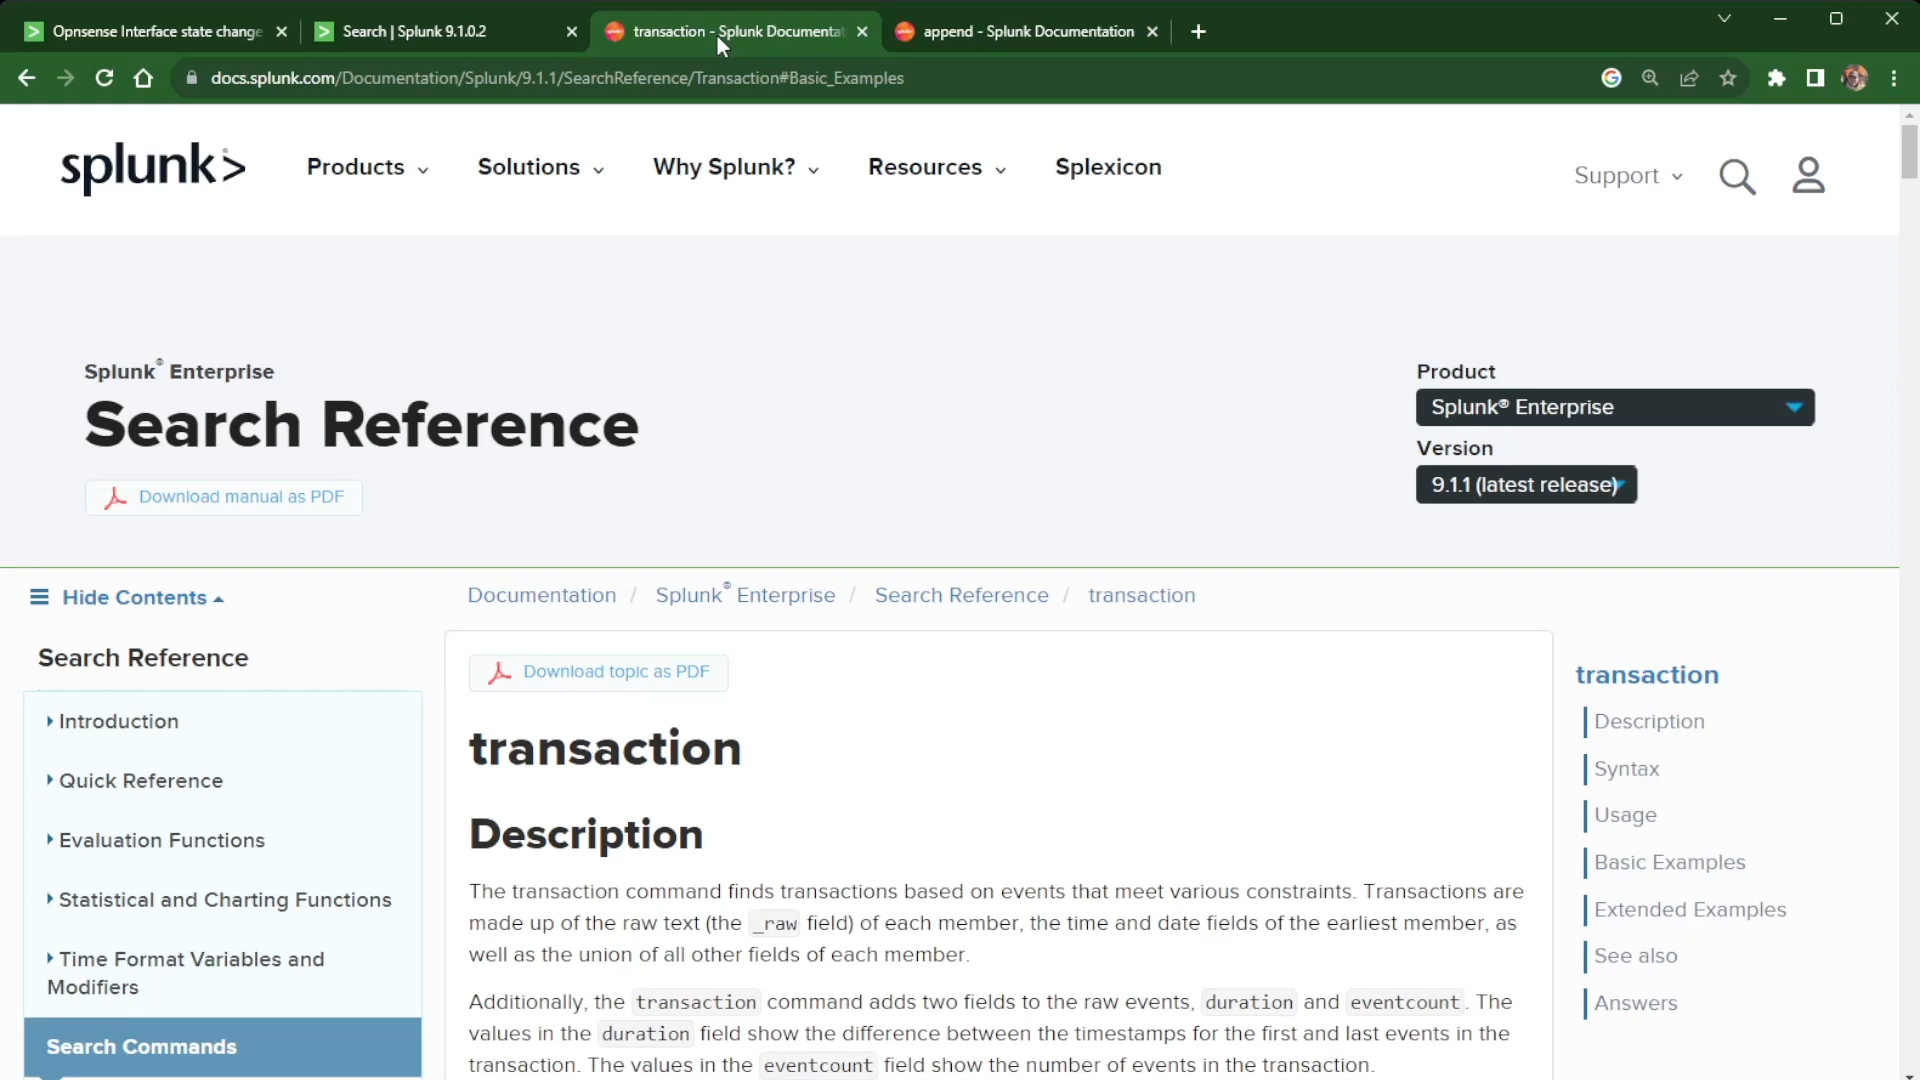 Opnsense Interface state change
Search | Splunk 9.1.0.2
transaction - Splunk Documentat
append - Splunk Documentation
docs.splunk.com/Documentation/Splunk/9.1.1/SearchReference/Transaction#Basic_Examples
splunk>
Products
Solutions
Why Splunk?
Resources
Splexicon
Support
Splunk® Enterprise
Search Reference
Download manual as PDF
Product
Splunk® Enterprise
Version
9.1.1 (latest release)
Hide Contents
Documentation / Splunk® Enterprise / Search Reference / transaction
Search Reference
Introduction
Quick Reference
Evaluation Functions
Statistical and Charting Functions
Time Format Variables and
Modifiers
Search Commands
Download topic as PDF
transaction
Description
The transaction command finds transactions based on events that meet various constraints. Transactions are
made up of the raw text (the _raw field) of each member, the time and date fields of the earliest member, as
well as the union of all other fields of each member.
Additionally, the transaction command adds two fields to the raw events, duration and eventcount. The
values in the duration field show the difference between the timestamps for the first and last events in the
transaction. The values in the eventcount field show the number of events in the transaction.
transaction
Description
Syntax
Usage
Basic Examples
Extended Examples
See also
Answers